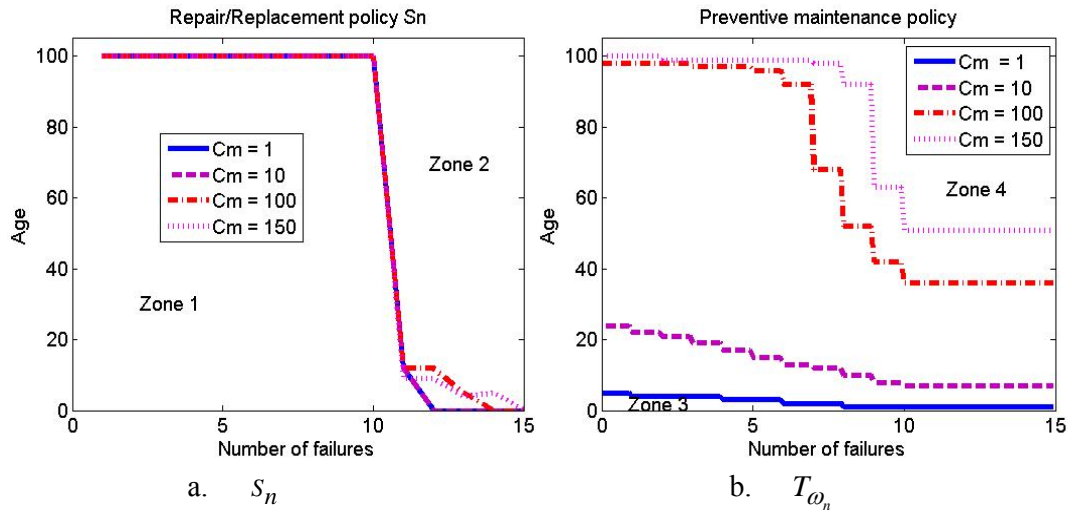 Repair/Replacement policy Sn
100
80
60
40
20
0
Age
0 5 10 15
Number of failures
Cm = 1
Cm = 10
Cm = 100
Cm = 150
Zone 1
Zone 2
a. Sn
Preventive maintenance policy
100
80
60
40
20
0
Age
0 5 10 15
Number of failures
Cm = 1
Cm = 10
Cm = 100
Cm = 150
Zone 4
Zone 3
b. Tωn